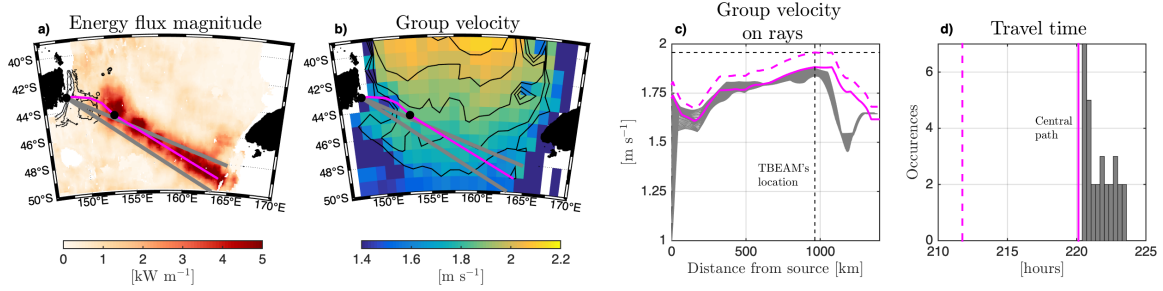 a)
Energy flux magnitude
40°S
42°S
44°S
46°S
48°S
50°S
150°E
155°E
160°E
165°E
170°E
0 1 2 3 4 5
[kW m⁻¹]
b)
Group velocity
40°S
42°S
44°S
46°S
48°S
50°S
150°E
155°E
160°E
165°E
170°E
1.4 1.6 1.8 2 2.2
[m s⁻¹]
c)
Group velocity
on rays
2
1.75
1.5
1.25
1
[m s⁻¹]
TBEAM's
location
0 500 1000
Distance from source [km]
d)
Travel time
6
4
2
0
Occurences
Central
path
210 215 220 225
[hours]